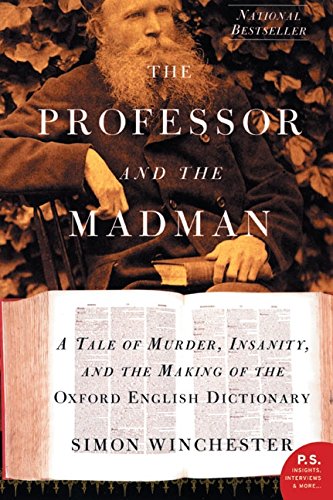 NATIONAL
BESTSELLER
THE
PROFESSOR
AND THE
MADMAN
A TALE OF MURDER, INSANITY,
AND THE MAKING OF THE
OXFORD ENGLISH DICTIONARY
SIMON WINCHESTER
P.S.
INSIGHTS,
INTERVIEWS
& MORE...